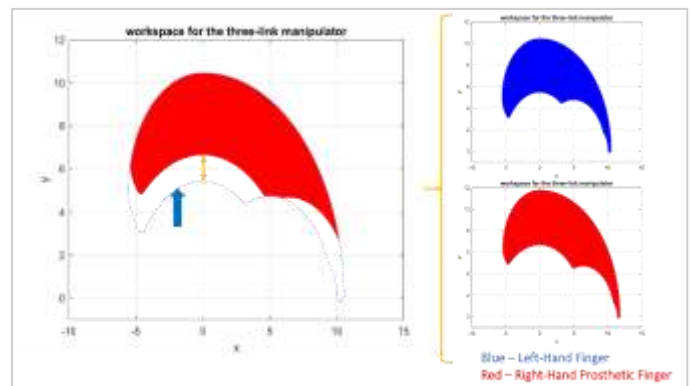 workspace for the three-link manipulator
12
10
8
6
4
2
0
y
-10
-5
0
5
10
15
x
workspace for the three-link manipulator
workspace for the three-link manipulator
Blue – Left-Hand Finger
Red – Right-Hand Prosthetic Finger